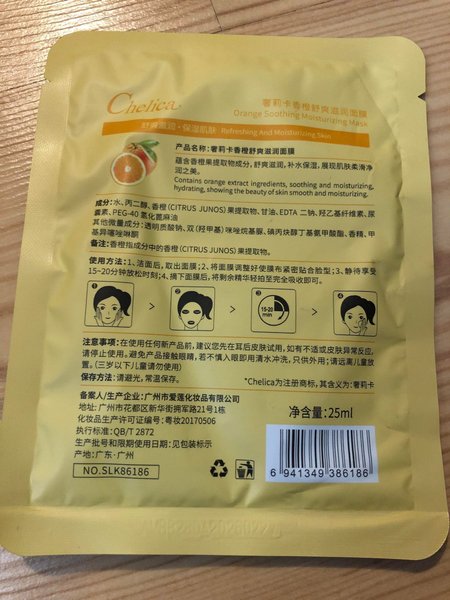 Chelica
奢莉卡香橙舒爽滋润面膜
Orange Soothing Moisturizing Mask
舒爽滋润·保湿肌肤 Refreshing And Moisturizing Skin
产品名称:奢莉卡香橙舒爽滋润面膜
蕴含香橙果提取物成分,舒爽滋润,补水保湿,展现肌肤柔滑净
润之美。
Contains orange extract ingredients, soothing and moisturizing,
hydrating, showing the beauty of skin smooth and moisturizing.
成分:水、丙二醇、香橙(CITRUS JUNOS)果提取物、甘油、EDTA 二钠、羟乙基纤维素、尿
囊素、PEG-40 氢化蓖麻油
其他微量成分:透明质酸钠、双(羟甲基)咪唑烷基脲、碘丙炔醇丁基氨甲酸酯、香精、甲
基异噻唑啉酮
备注:香橙指成分中的香橙(CITRUS JUNOS)果提取物。
使用方法:1、洁面后,取出面膜;2、将面膜调整好使膜布紧密贴合脸型;3、静待享受
15~20分钟放松时刻;4、摘下面膜后,将剩余精华轻拍至完全吸收即可。
1
2
3
15-20
min
4
注意事项:在使用任何新产品前,建议您先在耳后皮肤试用,如有不适或皮肤异常反应,
请停止使用。避免产品接触眼睛,若不慎入眼即用清水冲洗,只供外用;请远离儿童放
置。(三岁以下儿童请勿使用)
保存方法:请避光,常温保存。
*Chelica为注册商标,其含义为:奢莉卡
备案人/生产企业:广州市爱莲化妆品有限公司
地址:广州市花都区新华街拥军路21号1栋
化妆品生产许可证编号:粤妆20170506
执行标准:QB/T 2872
生产批号和限期使用日期:见包装标示
产地:广东·广州
净含量:25ml
NO.SLK86186
6 941349 386186